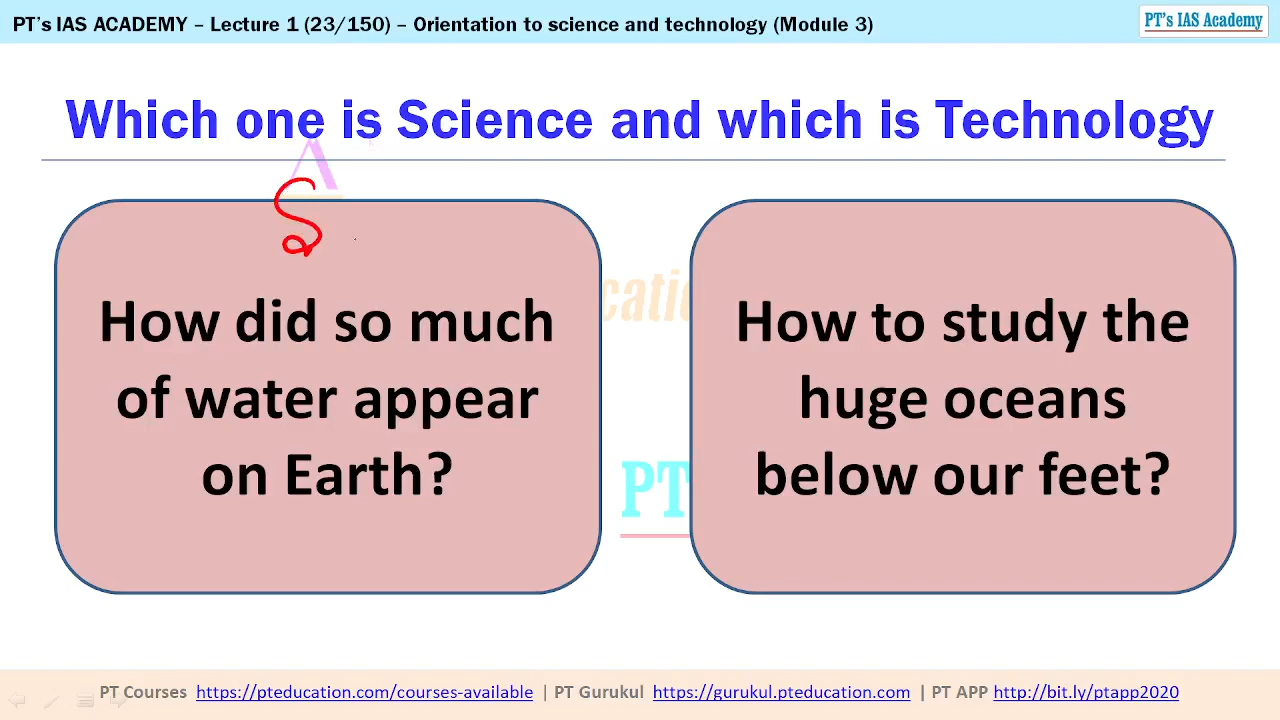 PT's IAS ACADEMY – Lecture 1 (23/150) – Orientation to science and technology (Module 3)
PT's IAS Academy
Which one is Science and which is Technology
S
How did so much
of water appear
on Earth?
How to study the
huge oceans
below our feet?
PT
PT Courses https://pteducation.com/courses-available | PT Gurukul https://gurukul.pteducation.com | PT APP http://bit.ly/ptapp2020